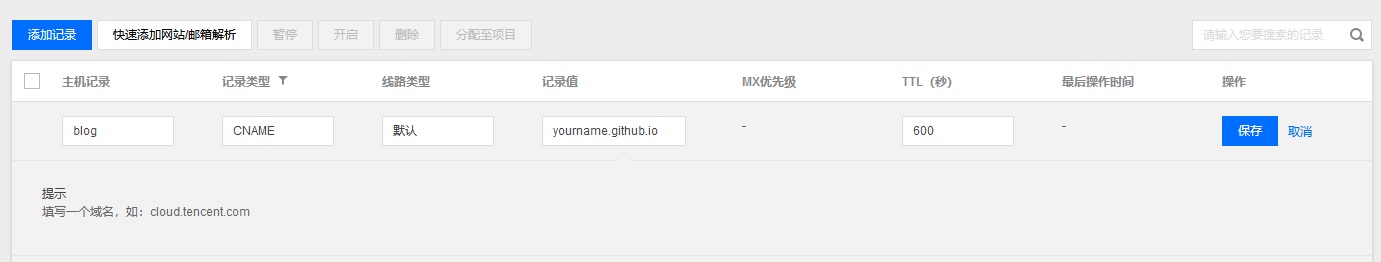 添加记录 快速添加网站/邮箱解析 暂停 开启 删除 分配至项目 请输入您要搜索的记录
主机记录 记录类型 线路类型 记录值 MX优先级 TTL（秒） 最后操作时间 操作
blog CNAME 默认 yourname.github.io - 600 - 保存 取消
提示
填写一个域名，如：cloud.tencent.com